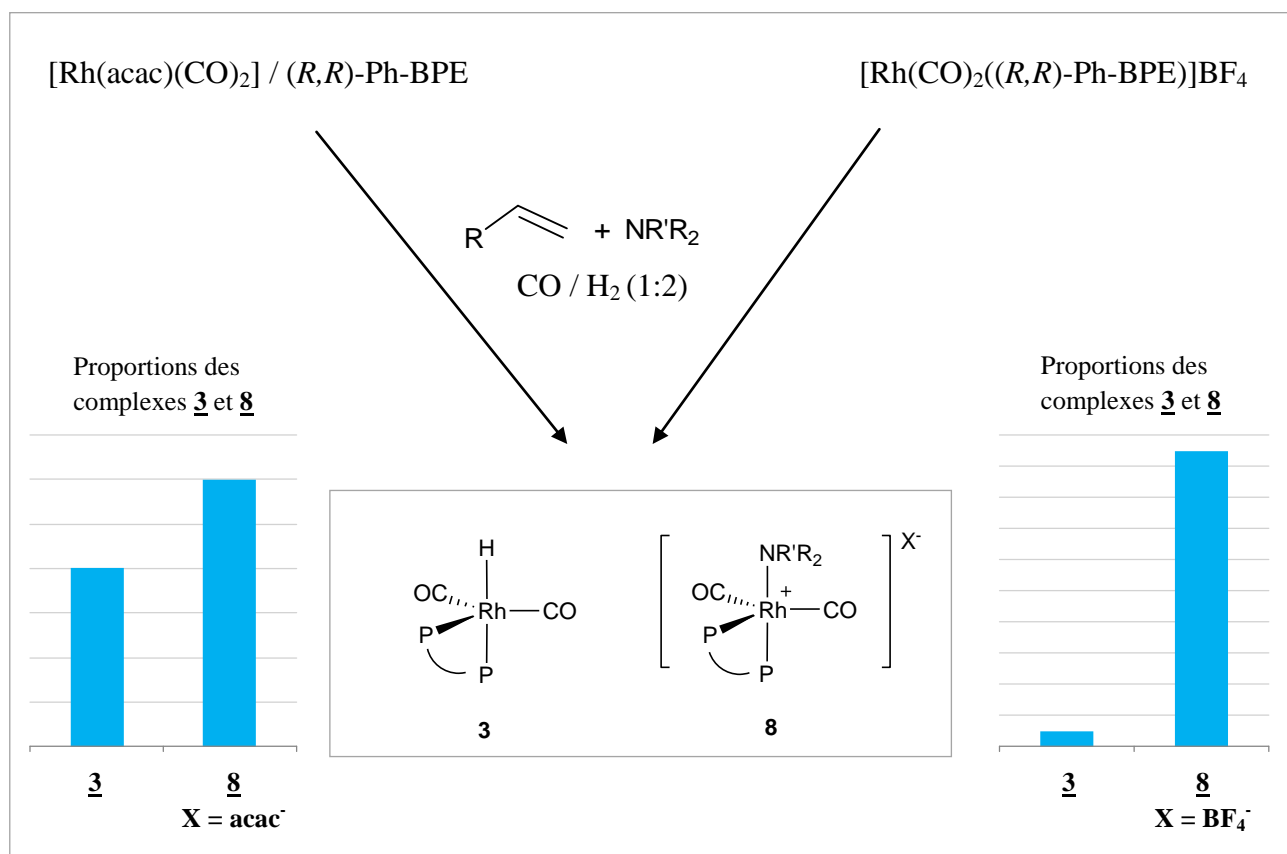 [Rh(acac)(CO)2] / (R,R)-Ph-BPE
[Rh(CO)2((R,R)-Ph-BPE)]BF4
R + NR'R2
CO / H2 (1:2)
Proportions des
complexes 3 et 8
Proportions des
complexes 3 et 8
H
OC Rh CO
P
P
3
NR'R2
OC Rh + CO
P
P
X-
8
3 8
X = acac-
3 8
X = BF4-